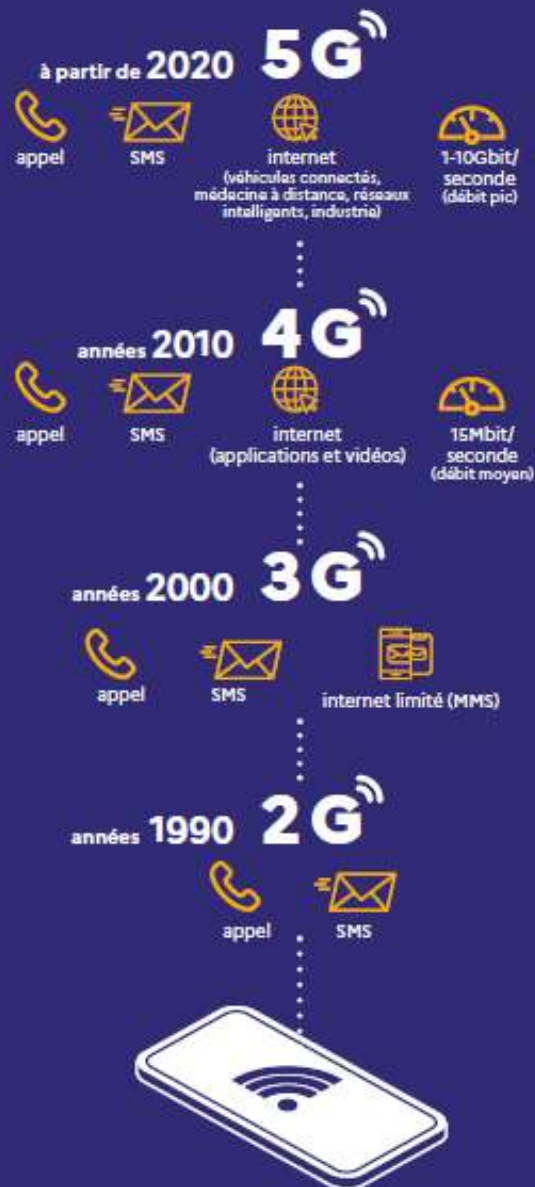 à partir de 2020 5G
appel
SMS
internet
(véhicules connectés,
médecine à distance, réseaux
intelligents, industrie)
1-10Gbit/
seconde
(débit pic)
années 2010 4G
appel
SMS
internet
(applications et vidéos)
15Mbit/
seconde
(débit moyen)
années 2000 3G
appel
SMS
internet limité (MMS)
années 1990 2G
appel
SMS